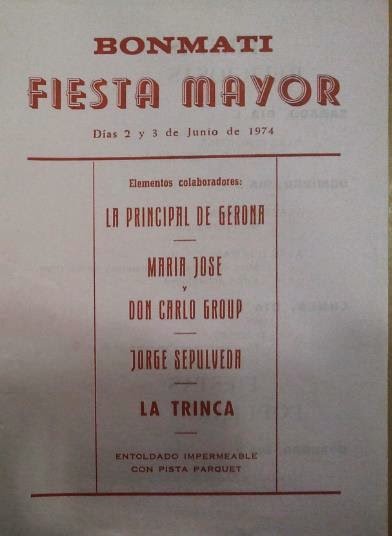 BONMATI
FIESTA MAYOR
Días 2 y 3 de Junio de 1974
Elementos colaboradores:
LA PRINCIPAL DE GERONA
MARIA JOSE
y
DON CARLO GROUP
JORGE SEPULVEDA
LA TRINCA
ENTOLDADO IMPERMEABLE
CON PISTA PARQUET